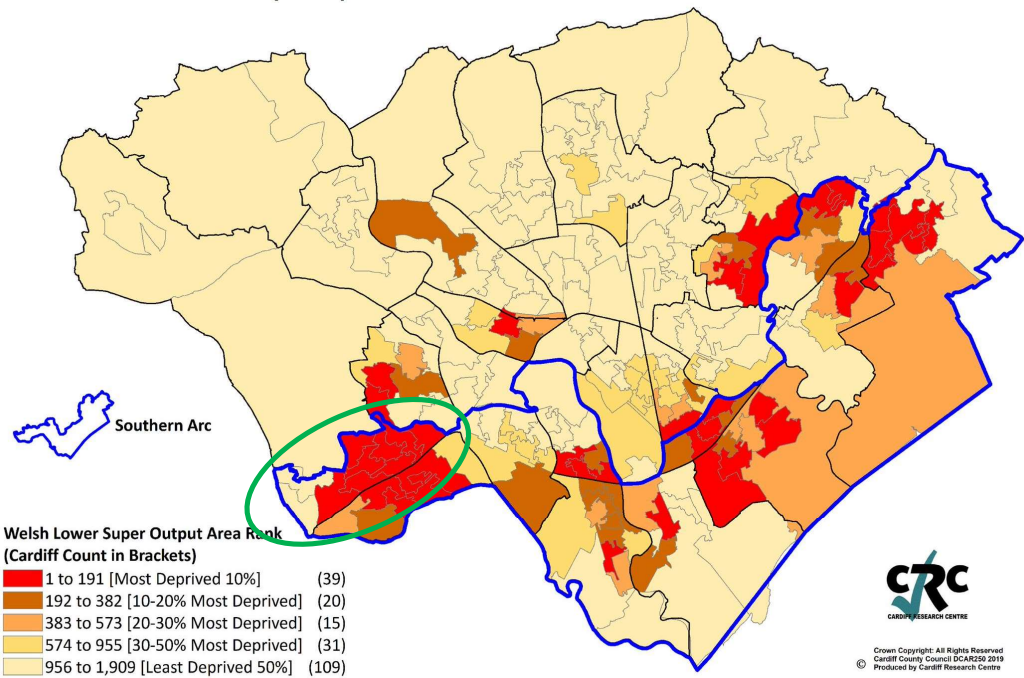 Southern Arc
Welsh Lower Super Output Area Rank
(Cardiff Count in Brackets)
1 to 191 [Most Deprived 10%] (39)
192 to 382 [10-20% Most Deprived] (20)
383 to 573 [20-30% Most Deprived] (15)
574 to 955 [30-50% Most Deprived] (31)
956 to 1,909 [Least Deprived 50%] (109)
CRC
CARDIFF RESEARCH CENTRE
Crown Copyright: All Rights Reserved
© Cardiff County Council DCAR250 2019
Produced by Cardiff Research Centre